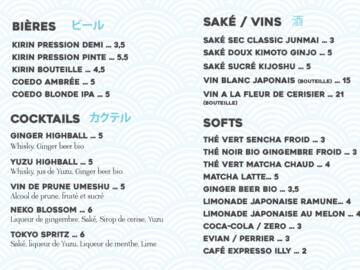 BIÈRES ビール
KIRIN PRESSION DEMI ... 3,5
KIRIN PRESSION PINTE ... 5,5
KIRIN BOUTEILLE ... 4,5
COEDO AMBRÉE ... 5
COEDO BLONDE IPA ... 5
COCKTAILS カクテル
GINGER HIGHBALL ... 5
Whisky, Ginger beer bio
YUZU HIGHBALL ... 5
Whisky, jus de Yuzu, Ginger beer bio
VIN DE PRUNE UMESHU ... 5
Alcool de prune, fruité et sucré
NEKO BLOSSOM ... 6
Liqueur de gingembre, Saké, Sirop de cerise, Yuzu
TOKYO SPRITZ ... 6
Saké, liqueur de Yuzu, Liqueur de menthe, Lime
SAKÉ / VINS 酒
SAKÉ SEC CLASSIC JUNMAI ... 3
SAKÉ DOUX KIMOTO GINJO ... 5
SAKÉ SUCRÉ KIJOSHU ... 5
VIN BLANC JAPONAIS (BOUTEILLE) ... 15
VIN A LA FLEUR DE CERISIER ... 21
(BOUTEILLE)
SOFTS
THÉ VERT SENCHA FROID ... 3
THÉ NOIR BIO GINGEMBRE FROID ... 3
THÉ VERT MATCHA CHAUD ... 4
MATCHA LATTE... 5
GINGER BEER BIO ... 3,5
LIMONADE JAPONAISE RAMUNE... 4
LIMONADE JAPONAISE AU MELON ... 4
COCA-COLA / ZERO ... 3
EVIAN / PERRIER ... 3
CAFÉ EXPRESSO ILLY ... 2